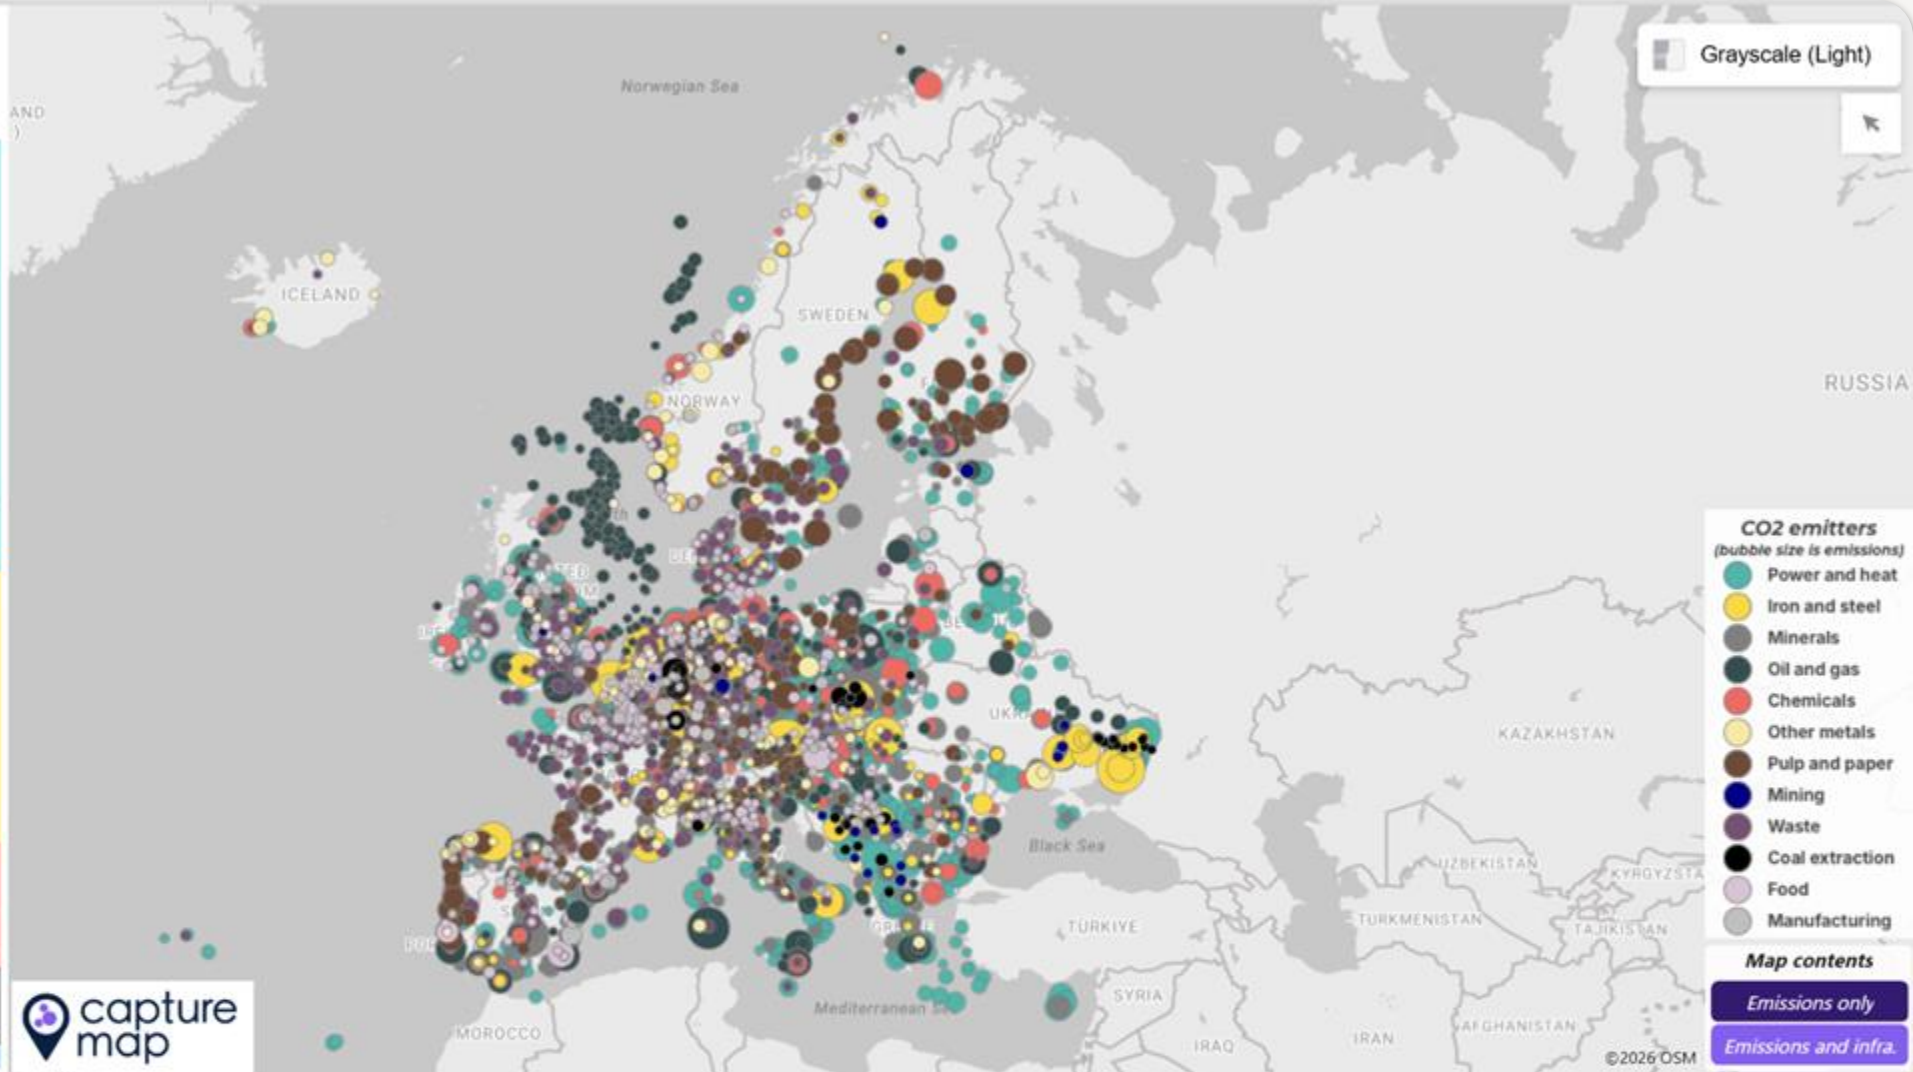 Grayscale (Light)
Norwegian Sea
AND
)
ICELAND
SWEDEN
RUSSIA
NORWAY
CO2 emitters
(bubble size is emissions)
Power and heat
Iron and steel
Minerals
Oil and gas
Chemicals
Other metals
Pulp and paper
Mining
Waste
Coal extraction
Food
Manufacturing
KAZAKHSTAN
Black Sea
UZBEKISTAN
KYRGYZSTA
TÜRKIYE
TURKMENISTAN
TAJIKISTAN
Map contents
Emissions only
Emissions and infra.
SYRIA
Mediterranean Se
MOROCCO
IRAQ
IRAN
AFGHANISTAN
©2026 OSM
capture
map